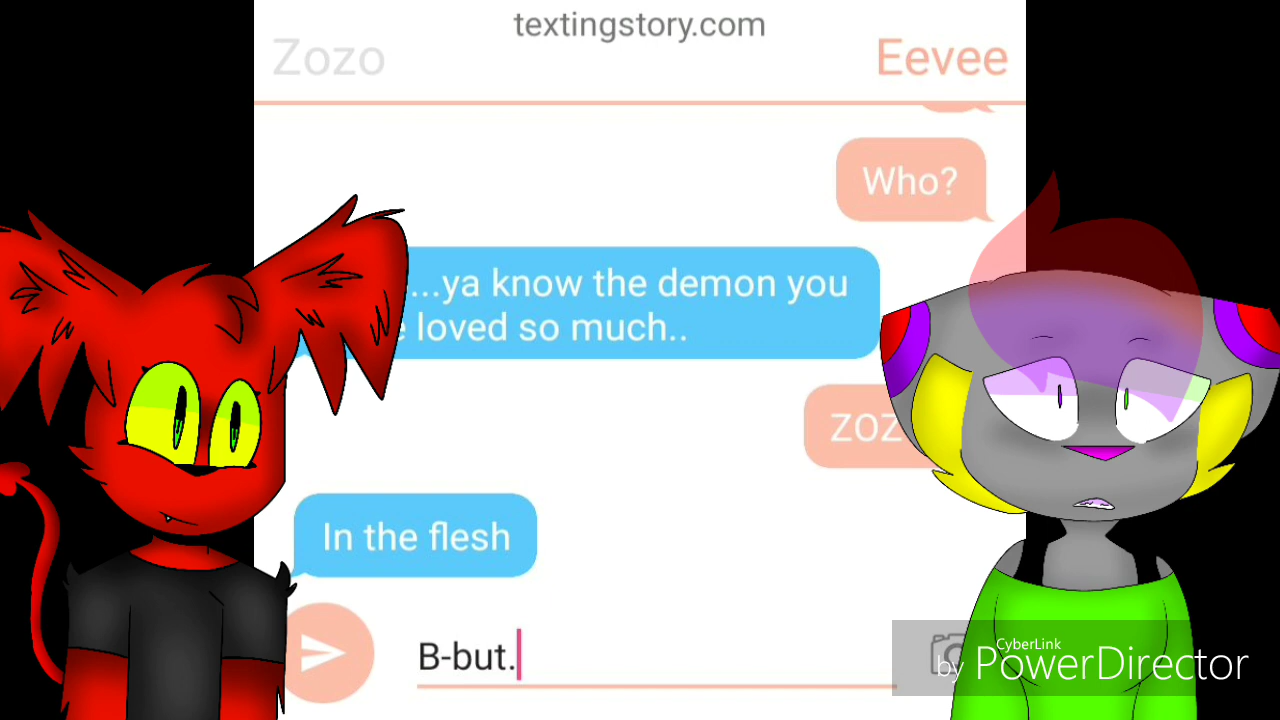 textingstory.com
Zozo
Eevee
Who?
...ya know the demon you
loved so much..
ZOZ
In the flesh
B-but.
CyberLink
by PowerDirector